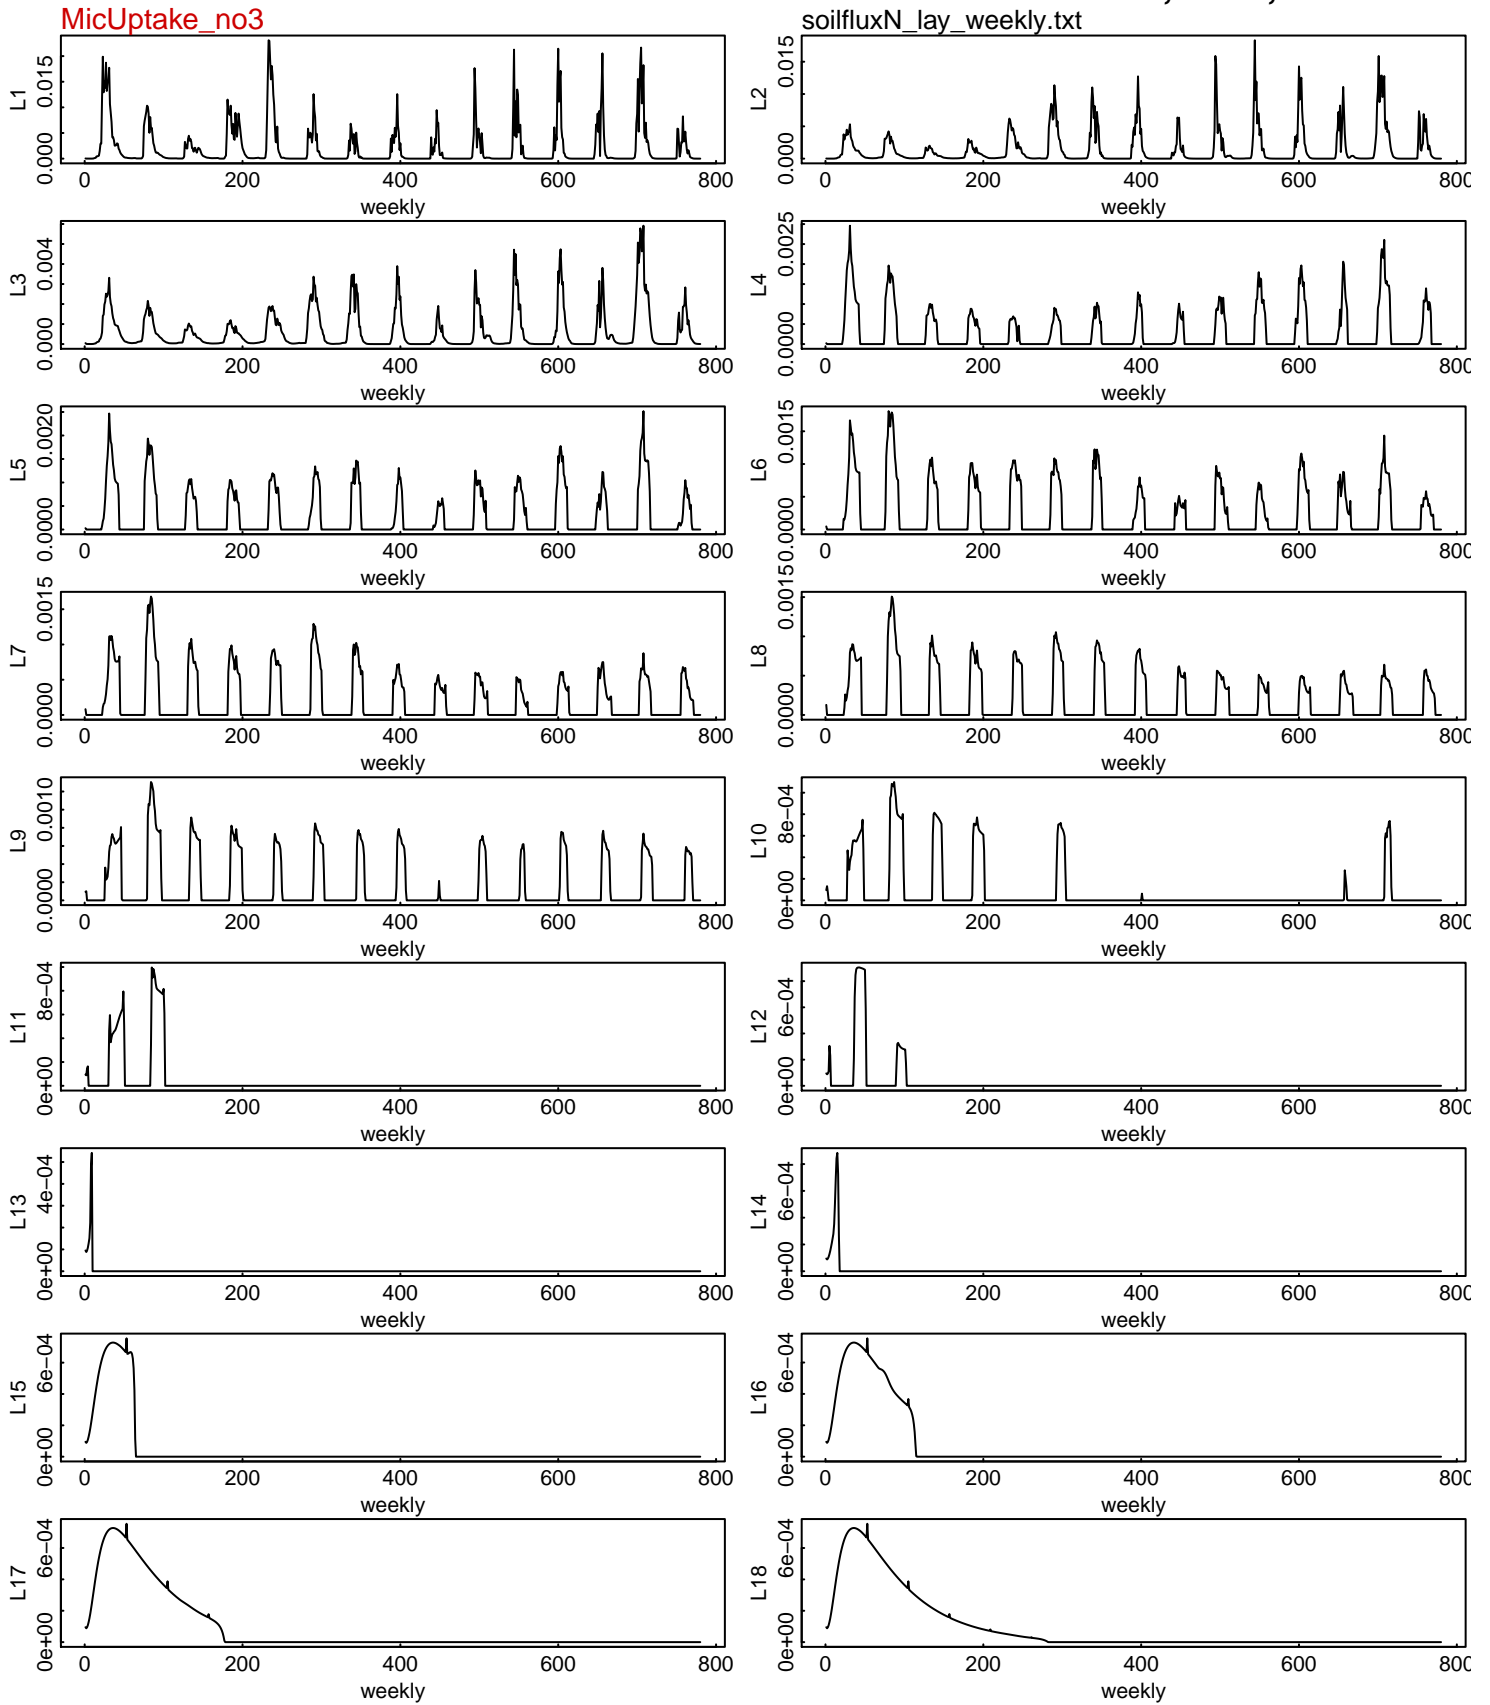 MicUptake_no3
soilfluxN_lay_weekly.txt
L1
0.000 0.015
0 200 400 600 800
weekly
L2
0.000 0.015
0 200 400 600 800
weekly
L3
0.000 0.004
0 200 400 600 800
weekly
L4
0.0000 0.0025
0 200 400 600 800
weekly
L5
0.0000 0.0020
0 200 400 600 800
weekly
L6
0.0000 0.0015
0 200 400 600 800
weekly
L7
0.0000 0.0015
0 200 400 600 800
weekly
L8
0.0000 0.0015
0 200 400 600 800
weekly
L9
0.0000 0.0010
0 200 400 600 800
weekly
L10
0e+00 8e−04
0 200 400 600 800
weekly
L11
0e+00 8e−04
0 200 400 600 800
weekly
L12
0e+00 6e−04
0 200 400 600 800
weekly
L13
0e+00 4e−04
0 200 400 600 800
weekly
L14
0e+00 6e−04
0 200 400 600 800
weekly
L15
0e+00 6e−04
0 200 400 600 800
weekly
L16
0e+00 6e−04
0 200 400 600 800
weekly
L17
0e+00 6e−04
0 200 400 600 800
weekly
L18
0e+00 6e−04
0 200 400 600 800
weekly